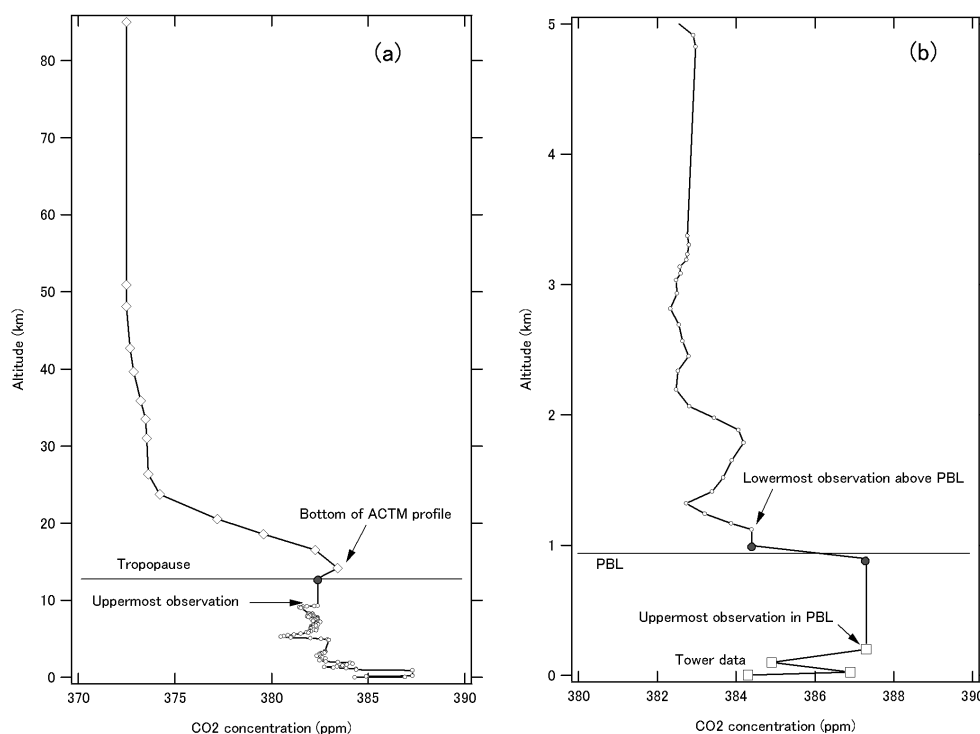 (a)
80
70
60
50
40
30
20
10
0
Altitude (km)
Bottom of ACTM profile
Tropopause
Uppermost observation
370
375
380
385
390
CO2 concentration (ppm)
(b)
5
4
3
2
1
0
Altitude (km)
Lowermost observation above PBL
PBL
Uppermost observation in PBL
Tower data
380
382
384
386
388
390
CO2 concentration (ppm)